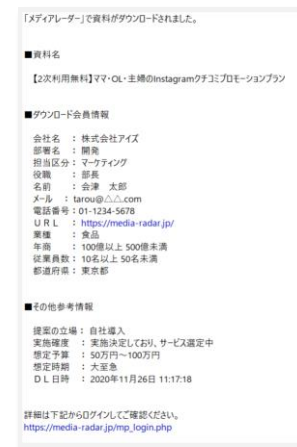 「メディアレーダー」で資料がダウンロードされました。
■資料名
【2次利用無料】ママ・OL・主婦のInstagramクチコミプロモーションプラン
■ダウンロード会員情報
会社名 : 株式会社アイズ
部署名 : 開発
担当区分 : マーケティング
役職 : 部長
名前 : 会津 太郎
メール : tarou@△△.com
電話番号 : 01-1234-5678
URL : https://media-radar.jp/
業種 : 食品
年商 : 100億以上 500億未満
従業員数 : 10名以上 50名未満
都道府県 : 東京都
■その他参考情報
提案の立場 : 自社導入
実施確度 : 実施決定しており、サービス選定中
想定予算 : 50万円~100万円
想定時期 : 大至急
DL日時 : 2020年11月26日 11:17:18
詳細は下記からログインしてご確認ください。
https://media-radar.jp/mp_login.php